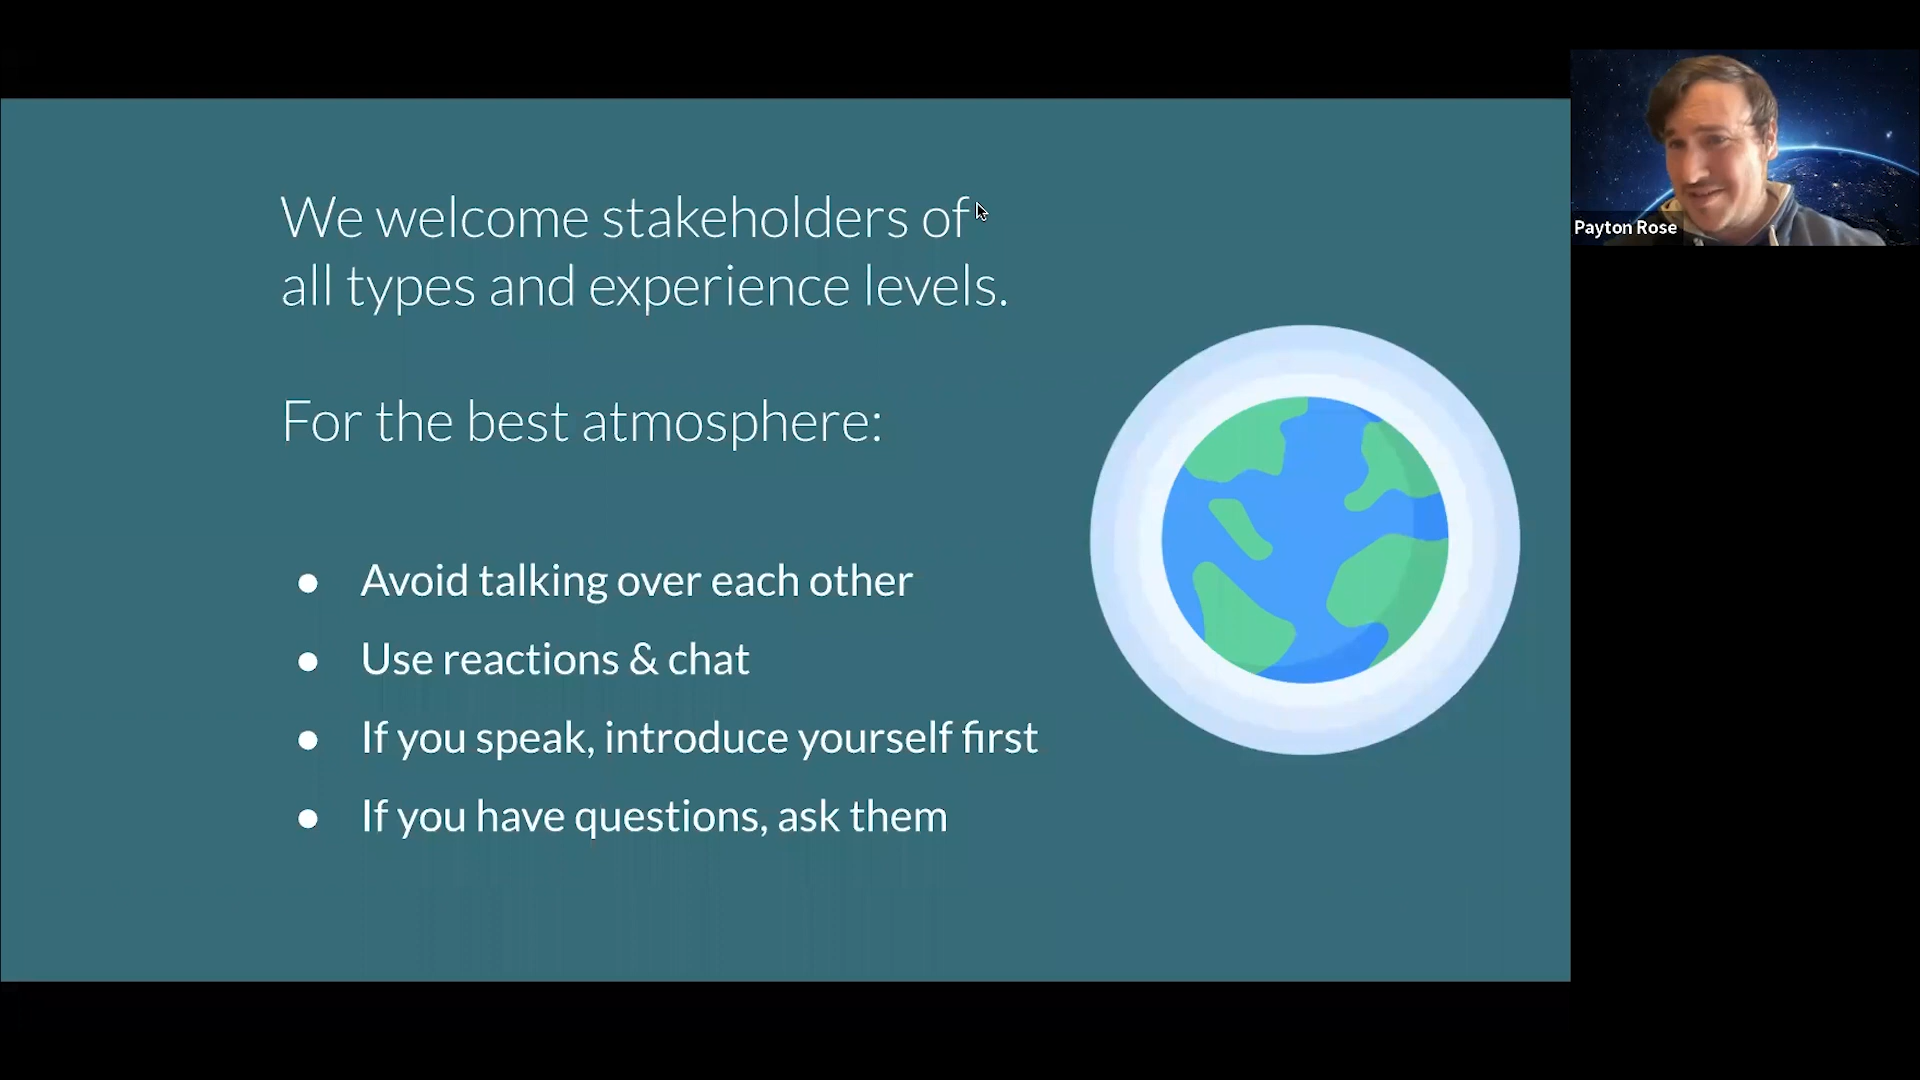 We welcome stakeholders of
all types and experience levels.
For the best atmosphere:
● Avoid talking over each other
● Use reactions & chat
● If you speak, introduce yourself first
● If you have questions, ask them
Payton Rose